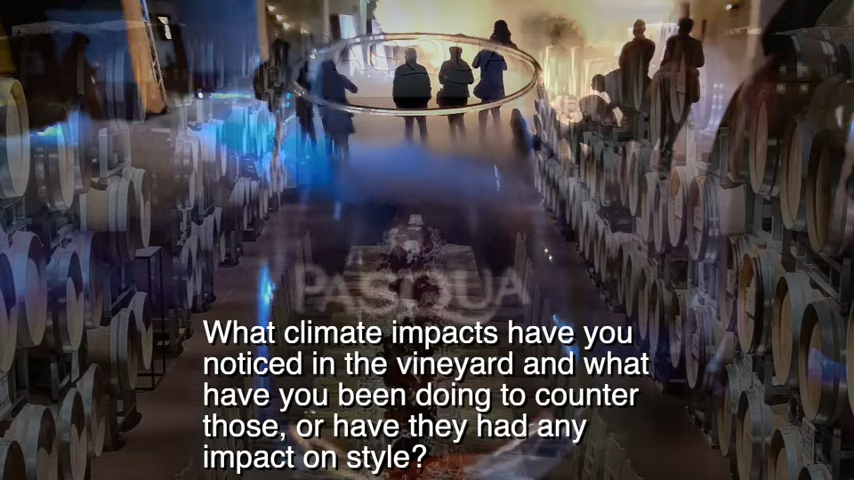 PASQUA
What climate impacts have you
noticed in the vineyard and what
have you been doing to counter
those, or have they had any
impact on style?